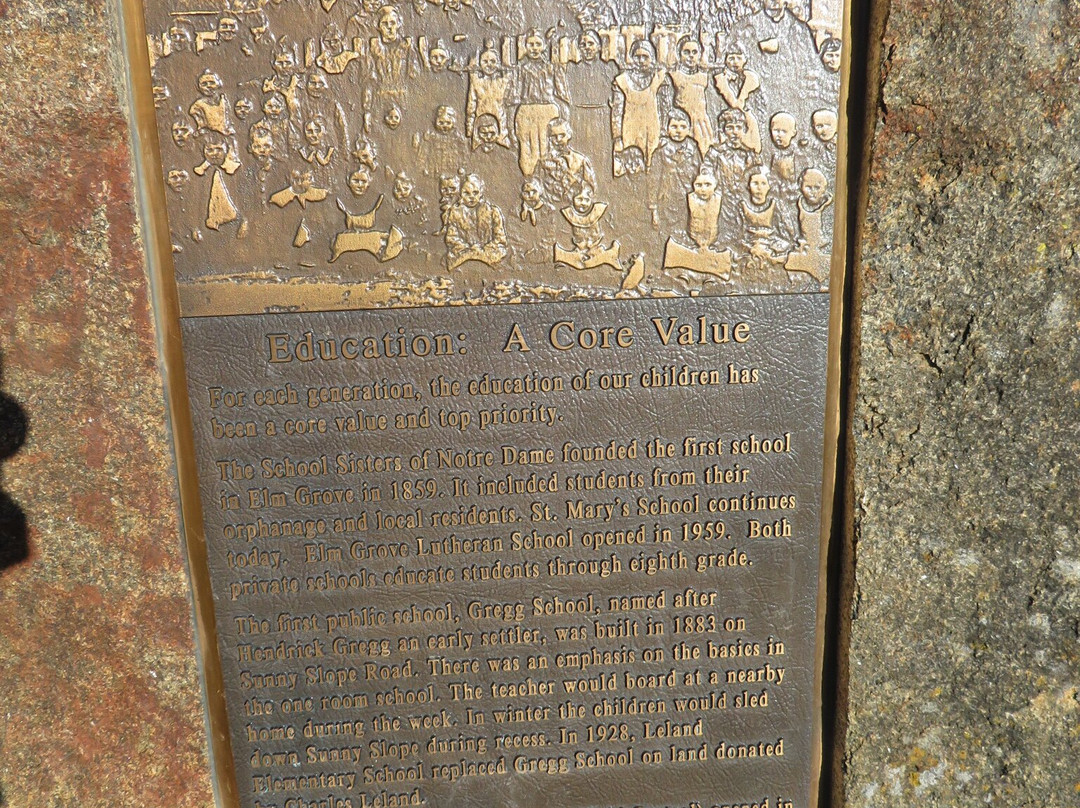 Education: A Core Value
For each generation, the education of our children has
been a core value and top priority.
The School Sisters of Notre Dame founded the first school
in Elm Grove in 1859. It included students from their
orphanage and local residents. St. Mary's School continues
today. Elm Grove Lutheran School opened in 1959. Both
private schools educate students through eighth grade.
The first public school, Gregg School, named after
Hendrick Gregg an early settler, was built in 1883 on
Sunny Slope Road. There was an emphasis on the basics in
the one room school. The teacher would board at a nearby
home during the week. In winter the children would sled
down Sunny Slope during recess. In 1928, Leland
Elementary School replaced Gregg School on land donated
by Charles Leland.
opened in